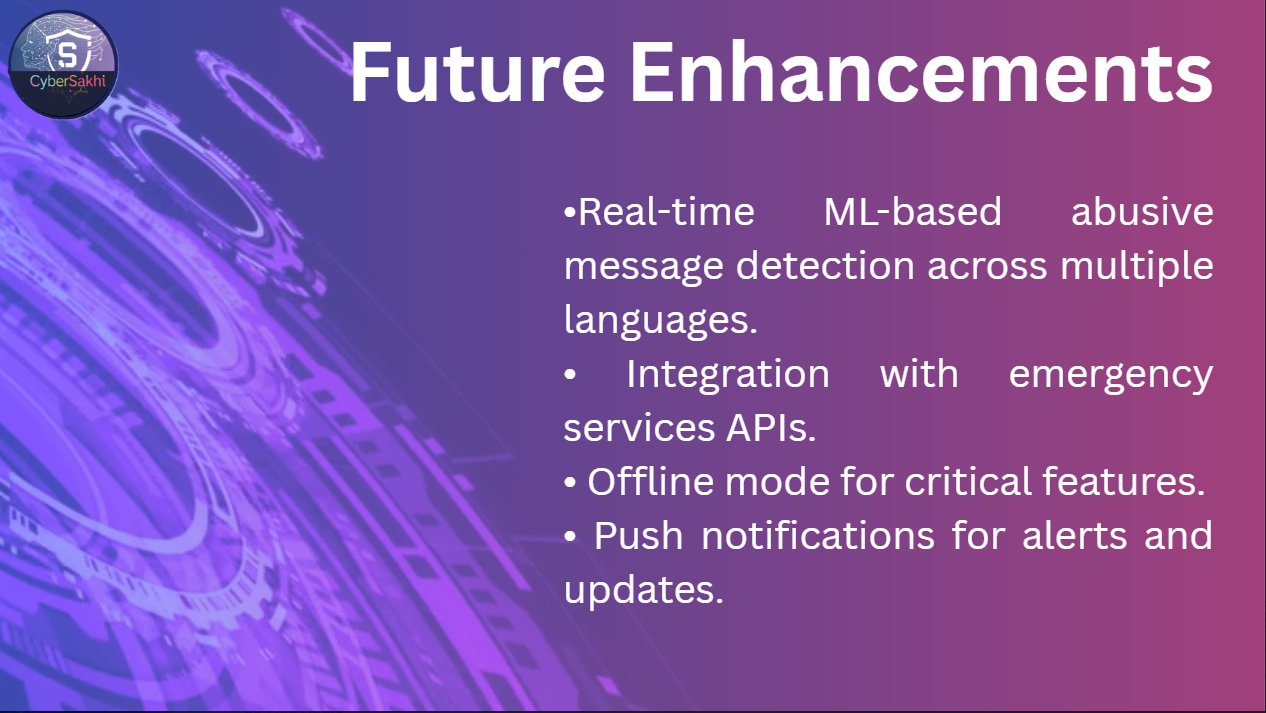 S
CyberSakhi
Future Enhancements
•Real-time ML-based abusive
message detection across multiple
languages.
• Integration with emergency
services APIs.
• Offline mode for critical features.
• Push notifications for alerts and
updates.